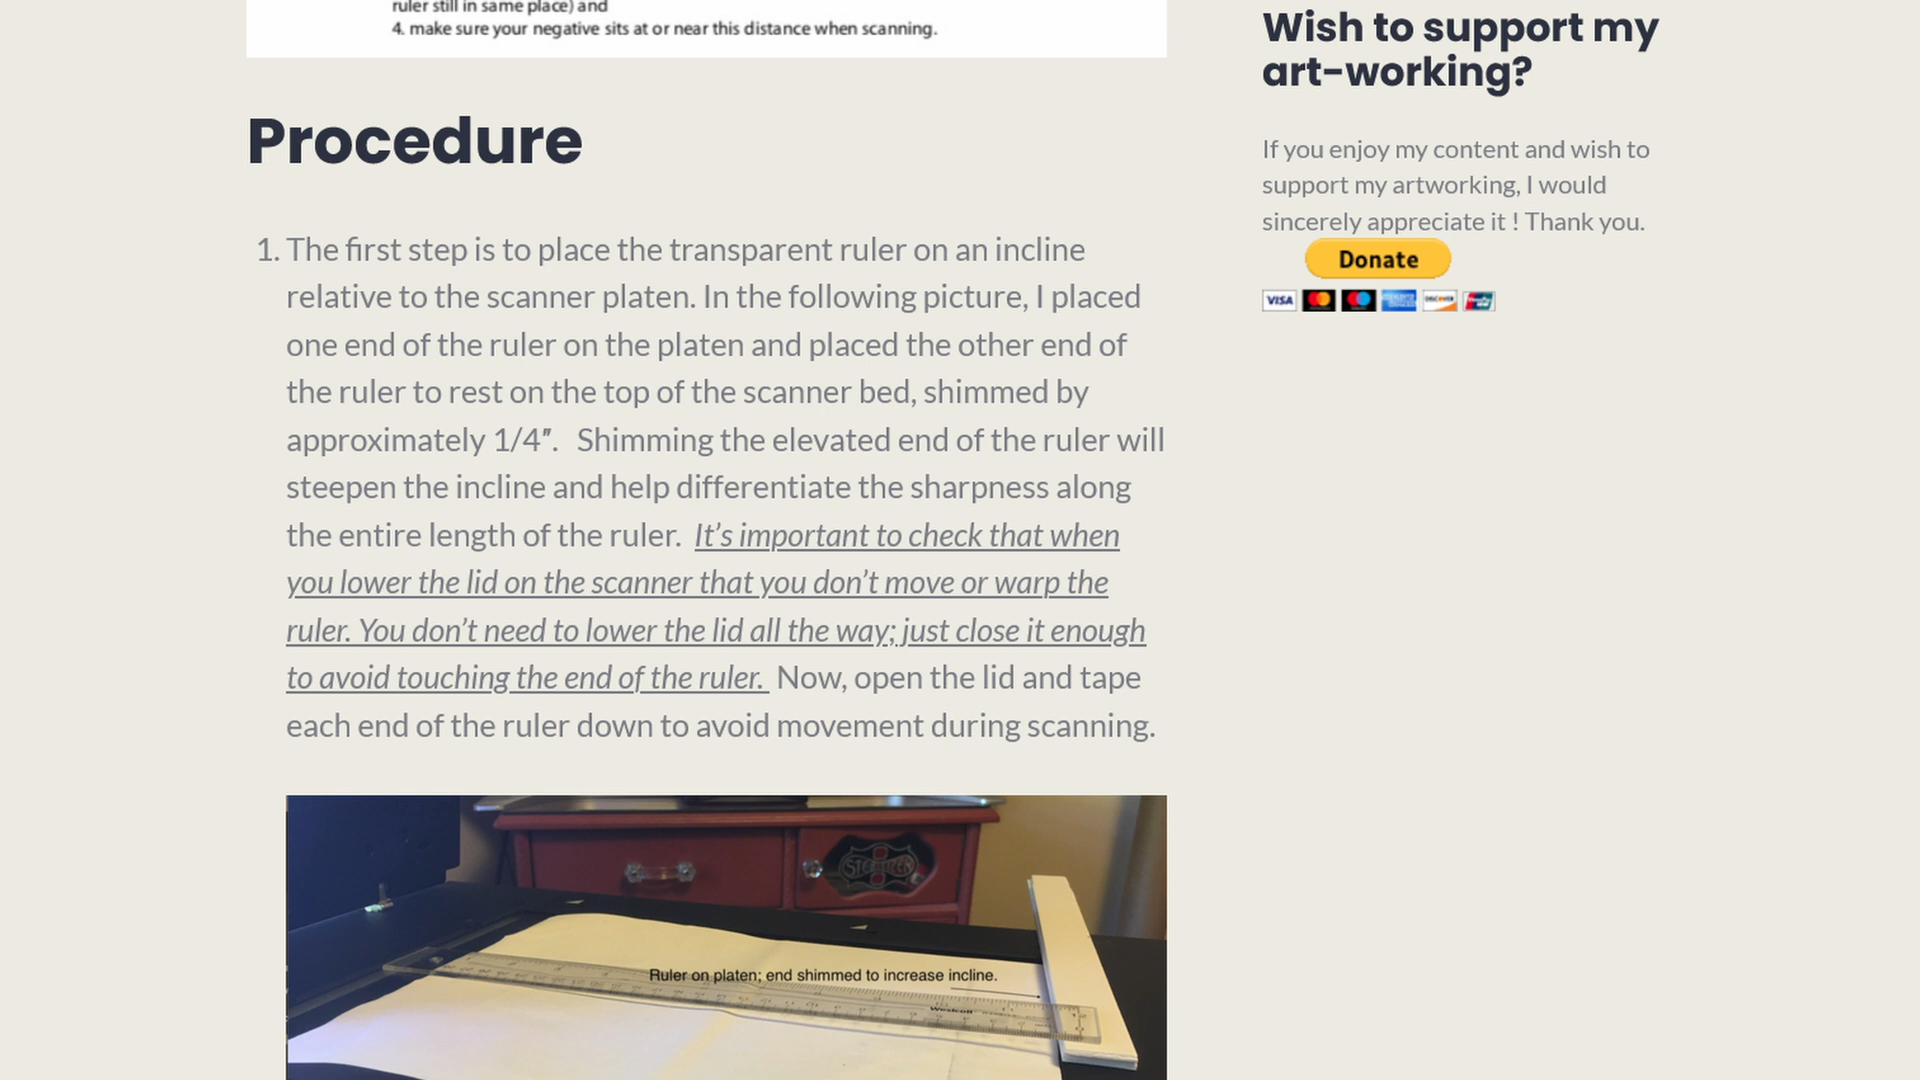 ruler still in same place) and
4. make sure your negative sits at or near this distance when scanning.
Procedure
1. The first step is to place the transparent ruler on an incline
relative to the scanner platen. In the following picture, I placed
one end of the ruler on the platen and placed the other end of
the ruler to rest on the top of the scanner bed, shimmed by
approximately 1/4″.   Shimming the elevated end of the ruler will
steepen the incline and help differentiate the sharpness along
the entire length of the ruler.  It’s important to check that when
you lower the lid on the scanner that you don’t move or warp the
ruler. You don’t need to lower the lid all the way; just close it enough
to avoid touching the end of the ruler.  Now, open the lid and tape
each end of the ruler down to avoid movement during scanning.
Ruler on platen; end shimmed to increase incline.
Westcott
Wish to support my
art-working?
If you enjoy my content and wish to
support my artworking, I would
sincerely appreciate it ! Thank you.
Donate
VISA
DISCOVER